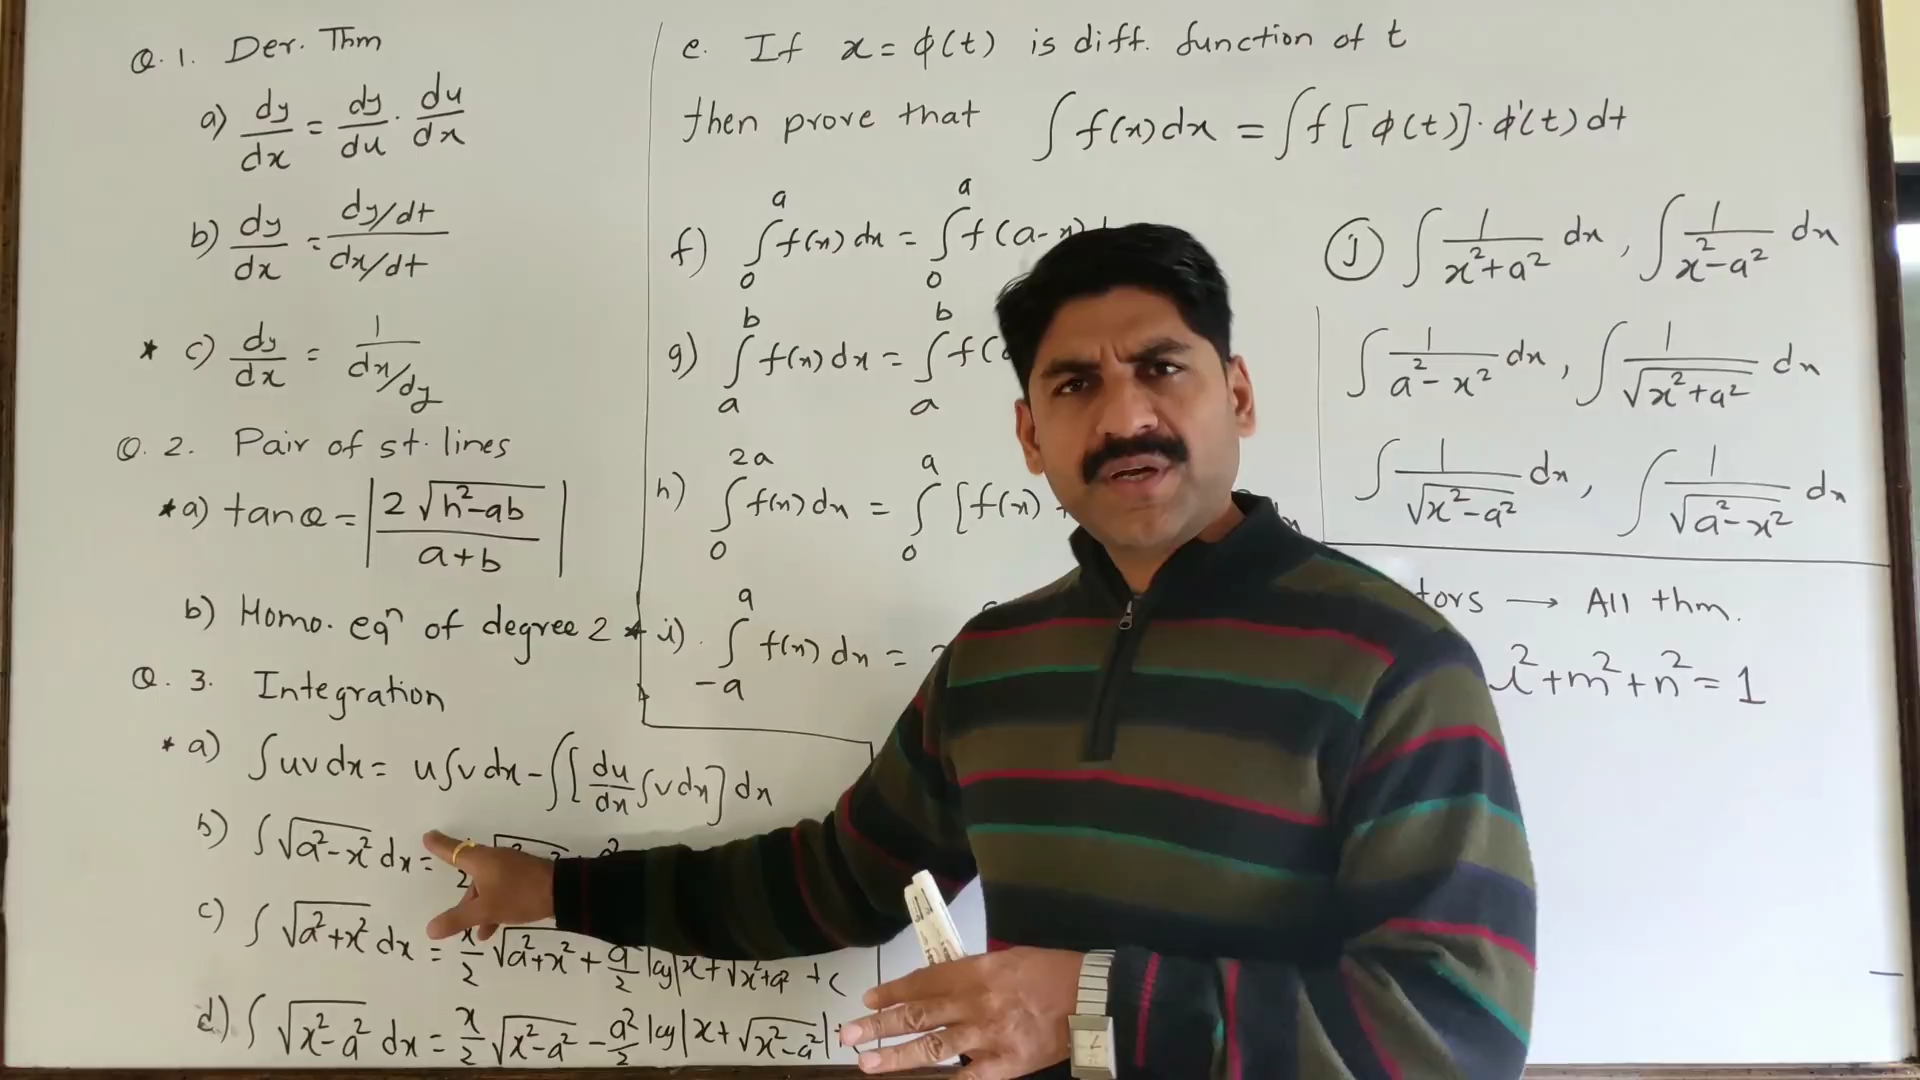 Q. 1. Der. Thm
a) dy/dx = dy/du · du/dx
b) dy/dx = dy/dt / dx/dt
* c) dy/dx = 1 / dx/dy
Q. 2. Pair of st. lines
* a) tanθ = |2√(h²-ab) / a+b|
b) Homo. eqⁿ of degree 2
Q. 3. Integration
* a) ∫uv dx = u∫v dx - ∫[du/dx ∫v dx] dx
b) ∫√(a²-x²) dx =
c) ∫√(a²+x²) dx = x/2 √(a²+x²) + a/2 log|x+√(x²+a²) + c
d) ∫√(x²-a²) dx = x/2 √(x²-a²) - a²/2 log|x+√(x²-a²)| +
e. If x = ϕ(t) is diff. function of t
then prove that ∫f(x) dx = ∫f[ϕ(t)]·ϕ'(t) dt
f) ∫₀ᵃ f(x) dx = ∫₀ᵃ f(a-x)
g) ∫ₐᵇ f(x) dx = ∫ₐᵇ f(
h) ∫₀²ᵃ f(x) dx = ∫₀ᵃ [f(x) +
* i) ∫₋ₐᵃ f(x) dx =
j) ∫ 1/(x²+a²) dx, ∫ 1/(x²-a²) dx
∫ 1/(a²-x²) dx, ∫ 1/√(x²+a²) dx
∫ 1/√(x²-a²) dx, ∫ 1/√(a²-x²) dx
tors → All thm.
l²+m²+n² = 1